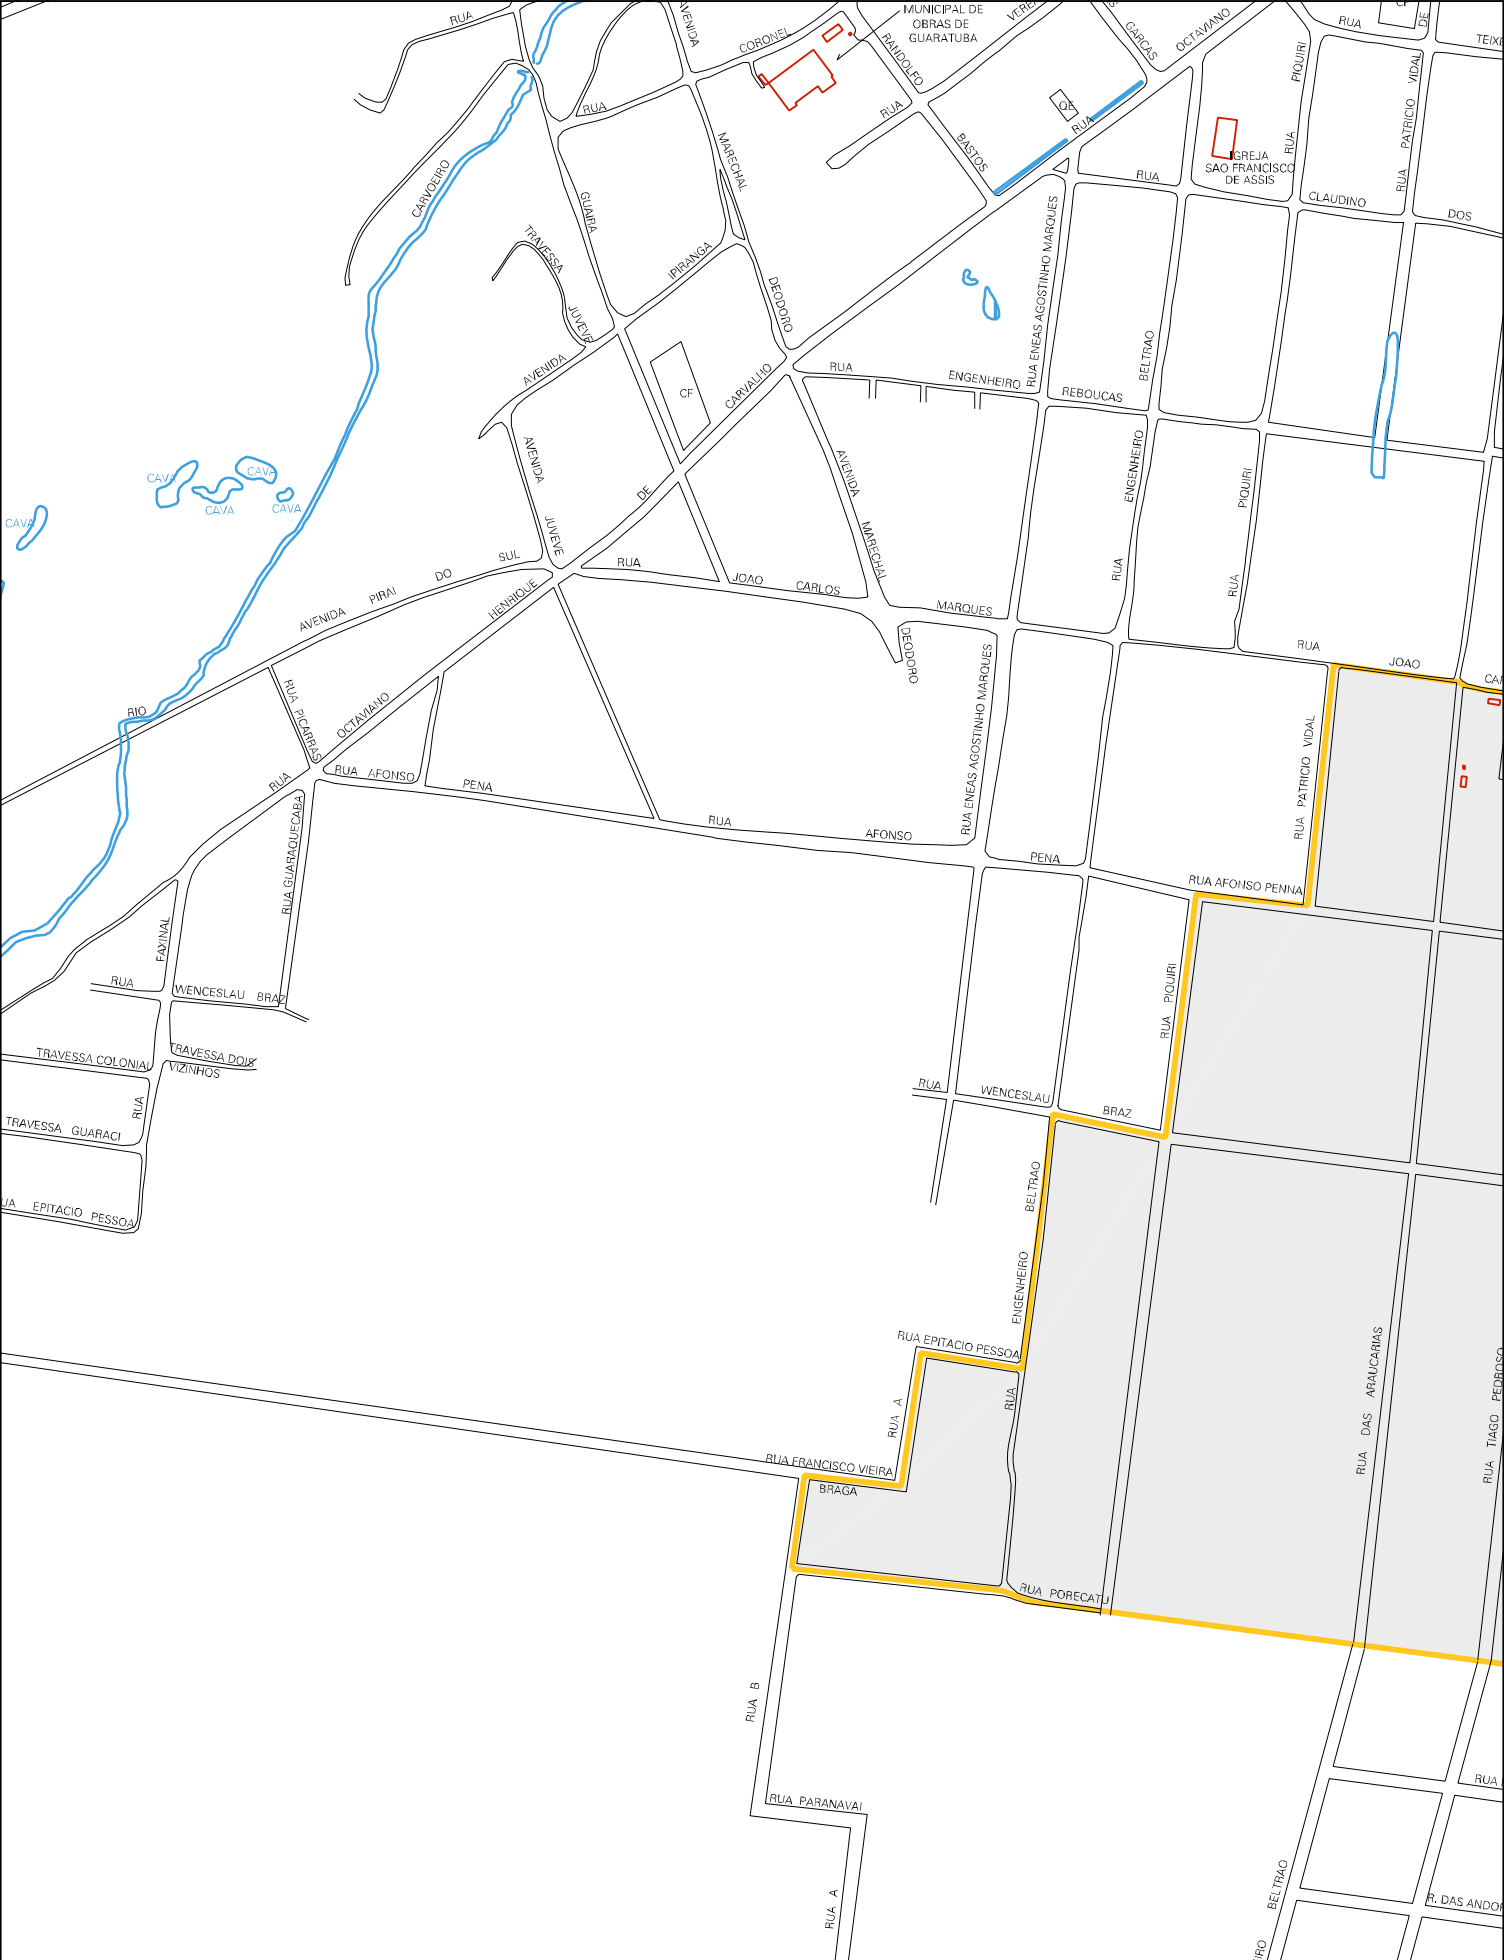 RUA
AVENIDA
CORONEL
MUNICIPAL DE
OBRAS DE
GUARATUBA
RANDOLFO
GARCAS
OCTAVIANO
RUA
CF
DE
RUA
RUA
BASTOS
QE
RUA
PIQUIRI
RUA
PATRICIO VIDAL
RUA
IGREJA
SAO FRANCISCO
DE ASSIS
CARVOEIRO
MARECHAL
RUA
CLAUDINO
DOS
GUAIRA
TRAVESSA
JUVEVE
IPIRANGA
DEODORO
RUA ENEAS AGOSTINHO MARQUES
BELTRAO
AVENIDA
CF
CARVALHO
RUA
ENGENHEIRO
REBOUCAS
AVENIDA
JUVEVE
AVENIDA
MARECHAL
DEODORO
ENGENHEIRO
RUA
PIQUIRI
RUA
CAVA
CAVA
CAVA
CAVA
CAVA
DE
AVENIDA PIRAI DO SUL
HENRIQUE
RUA
JOAO
CARLOS
MARQUES
RUA
JOAO
RUA PICARRAS
OCTAVIANO
RUA ENEAS AGOSTINHO MARQUES
RUA PATRICIO VIDAL
RIO
RUA
RUA AFONSO
PENA
RUA
AFONSO
PENA
RUA AFONSO PENNA
RUA GUARAQUECABA
FAXINAL
RUA
WENCESLAU BRAZ
RUA PIQUIRI
TRAVESSA COLONIAL
TRAVESSA DOIS
VIZINHOS
RUA
WENCESLAU
BRAZ
RUA
TRAVESSA GUARACI
EPITACIO PESSOA
BELTRAO
ENGENHEIRO
RUA
RUA EPITACIO PESSOA
RUA A
RUA FRANCISCO VIEIRA
BRAGA
RUA DAS ARAUCARIAS
RUA TIAGO PEDROSO
RUA PORECATU
RUA B
RUA PARANAVAI
RUA
RUA A
BELTRAO